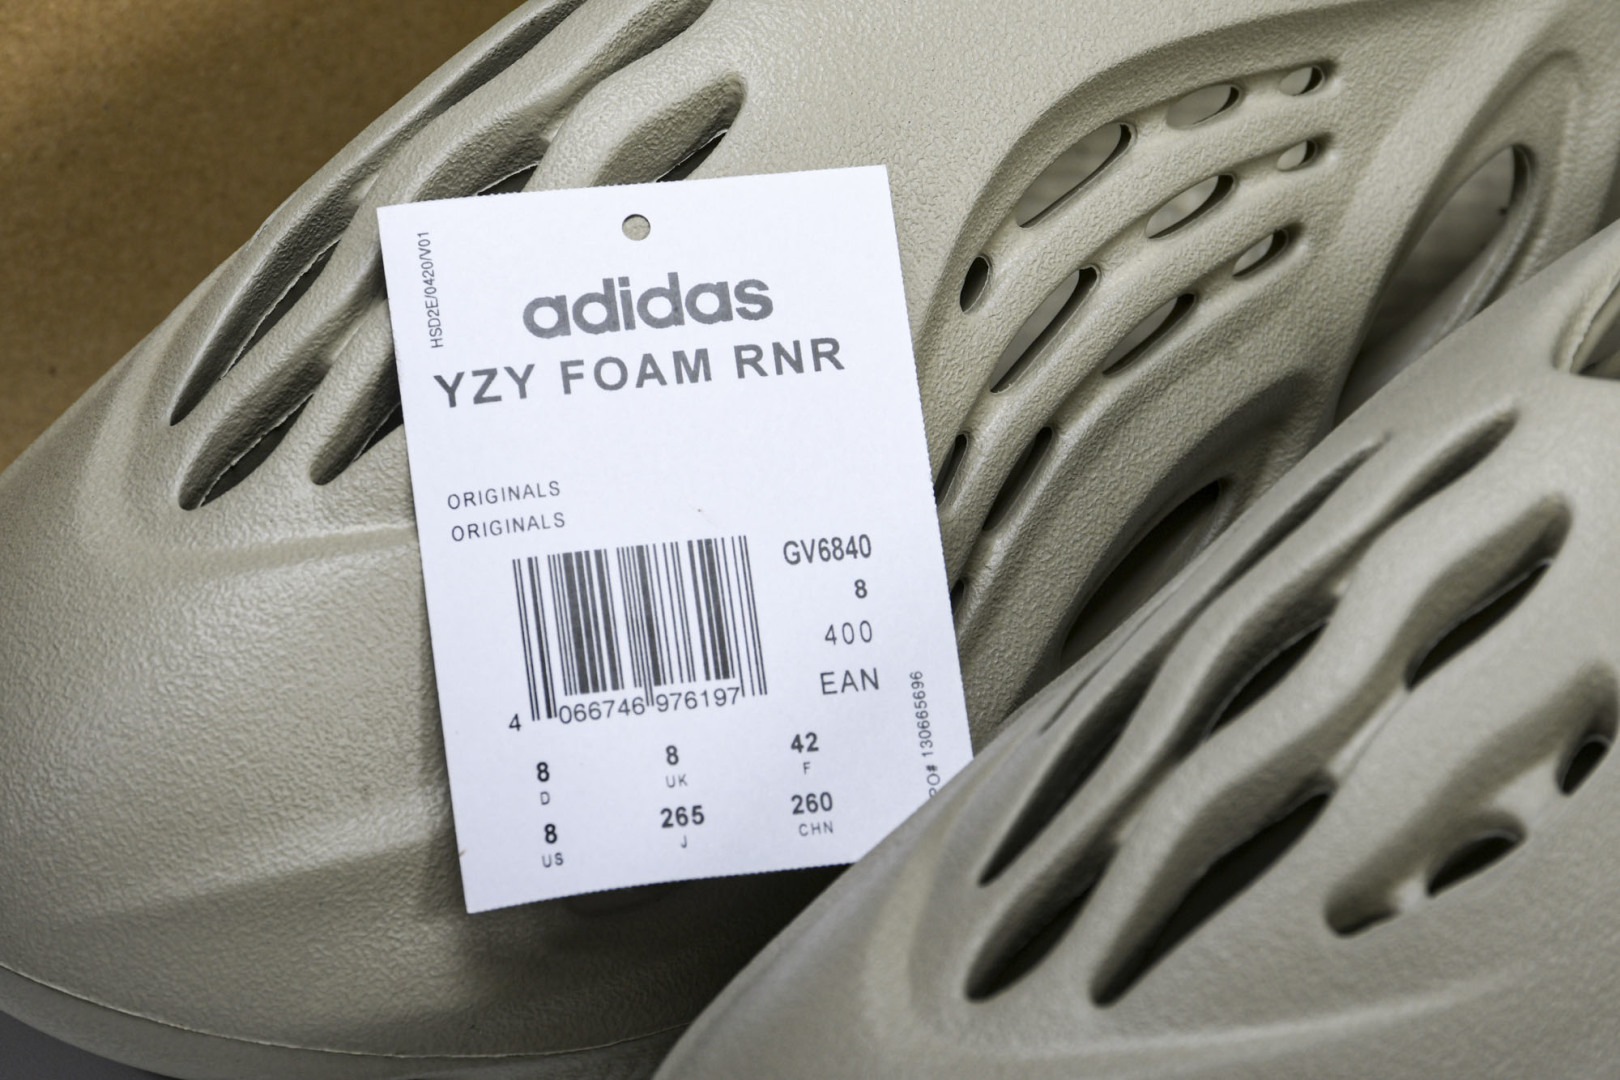 HSD2E/0420/V01
adidas
YZY FOAM RNR
ORIGINALS
ORIGINALS
GV6840
8
400
EAN
4 066746 976197
8 8 42
D UK F
8 265 260
US J CHN
PO# 130665696